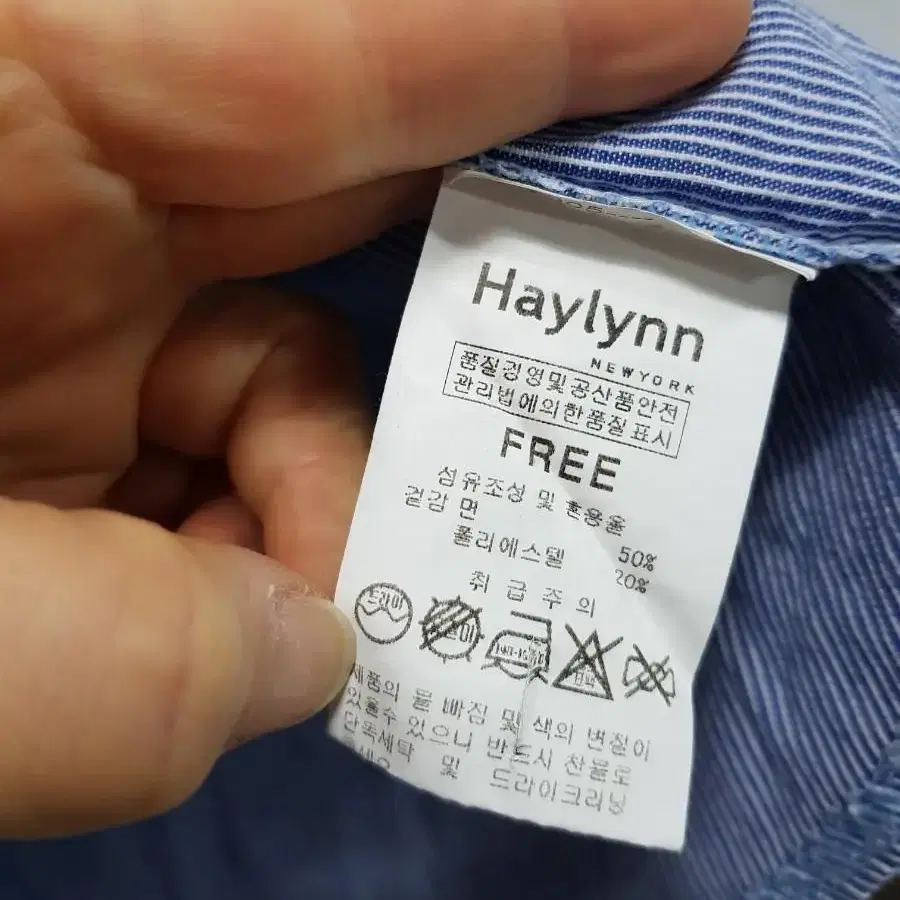 Haylynn
NEWYORK
품질경영및공산품안전
관리법에의한품질표시
FREE
섬유조성 및 혼용율
겉감 면 50%
폴리에스텔 20%
취 급 주 의
드라이
제품의 물 빠짐 및 색의 변질이
있을수 있으니 반드시 찬물로
단독세탁 및 드라이크리닝